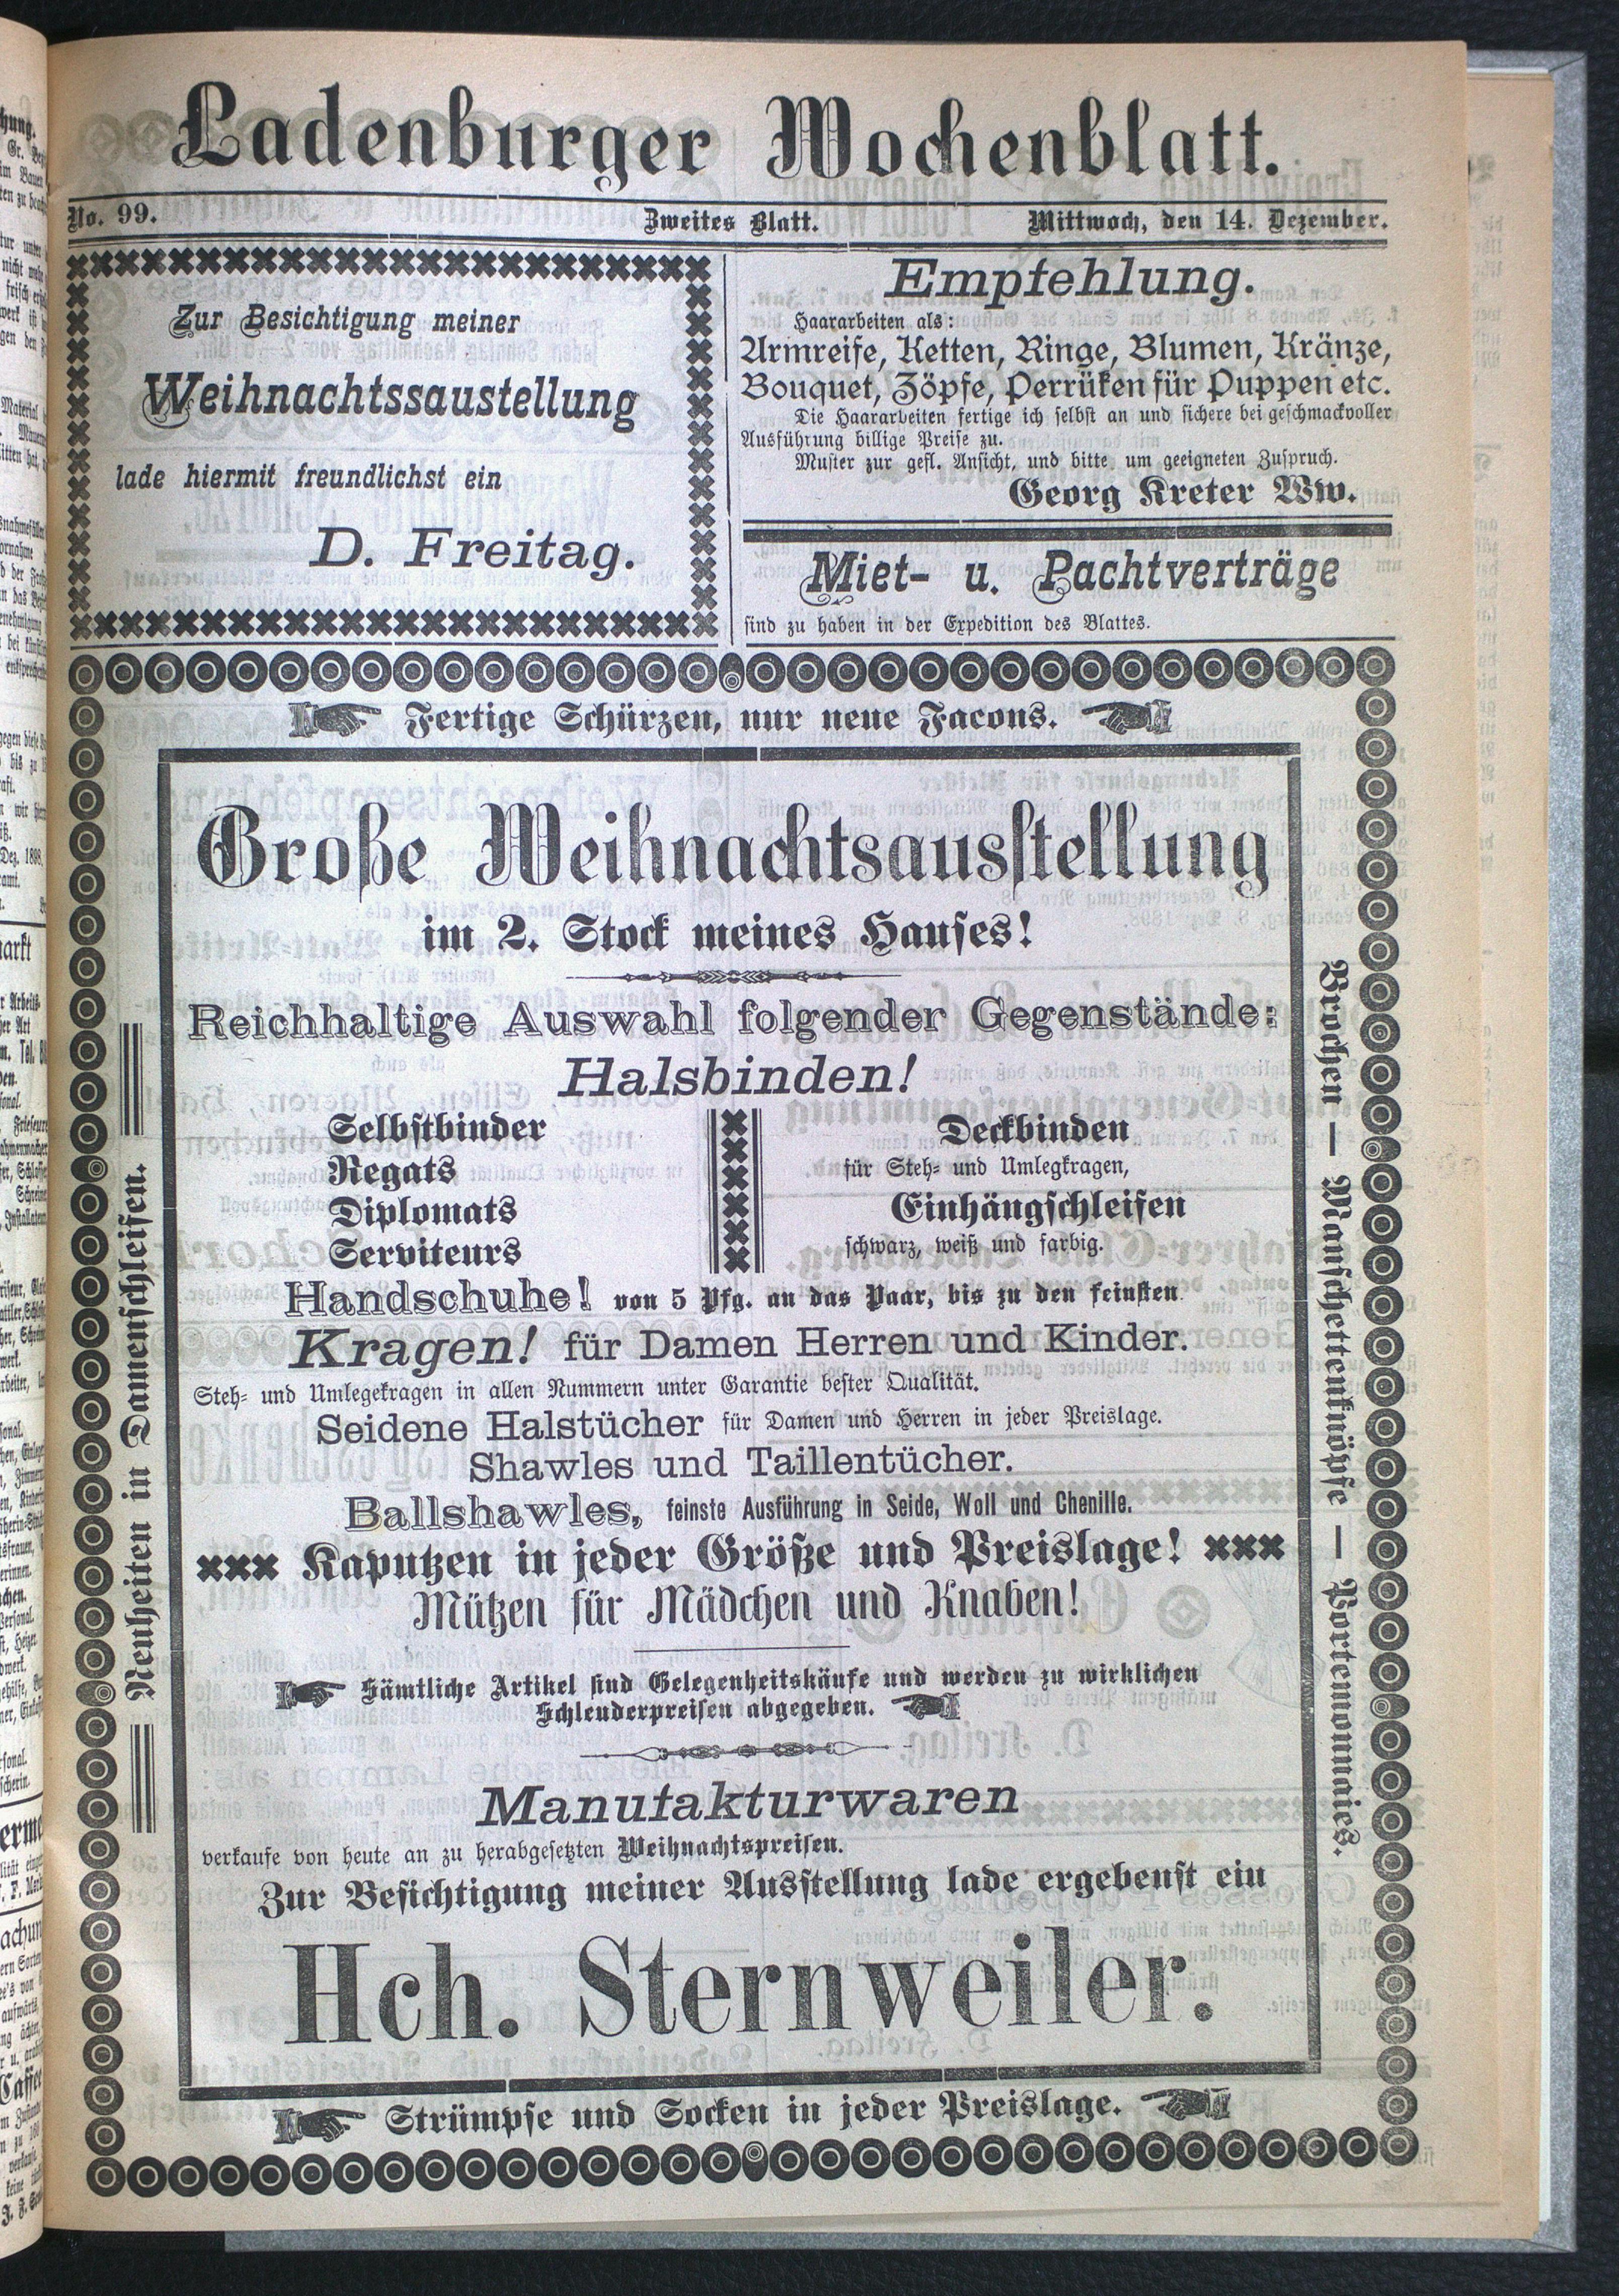 Ladenburger Wochenblatt.
No. 99.
Zweites Blatt.
Mittwoch, den 14. Dezember.
Zur Besichtigung meiner
Weihnachtssaustellung
lade hiermit freundlichst ein
D. Freitag.
Empfehlung.
Haararbeiten als:
Armreife, Ketten, Ringe, Blumen, Kränze,
Bouquet, Zöpfe, Perrüken für Puppen etc.
Die Haararbeiten fertige ich selbst an und sichere bei geschmackvoller
Ausführung billige Preise zu.
Muster zur gefl. Ansicht, und bitte um geeigneten Zuspruch.
Georg Kreter Ww.
Miet- u. Pachtverträge
sind zu haben in der Expedition des Blattes.
Fertige Schürzen, nur neue Facons.
Große Weihnachtsausstellung
im 2. Stock meines Hauses!
Reichhaltige Auswahl folgender Gegenstände:
Halsbinden!
Selbstbinder
Regats
Diplomats
Serviteurs
Deckbinden
für Steh- und Umlegkragen,
Einhängschleifen
schwarz, weiß und farbig.
Handschuhe! von 5 Pfg. an das Paar, bis zu den feinsten.
Kragen! für Damen Herren und Kinder.
Steh- und Umlegekragen in allen Nummern unter Garantie bester Qualität.
Seidene Halstücher für Damen und Herren in jeder Preislage.
Shawles und Taillentücher.
Ballshawles, feinste Ausführung in Seide, Woll und Chenille.
Kaputzen in jeder Größe und Preislage!
Mützen für Mädchen und Knaben!
Sämtliche Artikel sind Gelegenheitskäufe und werden zu wirklichen
Schleuderpreisen abgegeben.
Manufakturwaren
verkaufe von heute an zu herabgesetzten Weihnachtspreisen.
Zur Besichtigung meiner Ausstellung lade ergebenst ein
Hch. Sternweiler.
Neuheiten in Damenschleifen.
Brochen — Manschettenknöpfe — Portemonnaies.
Strümpfe und Socken in jeder Preislage.